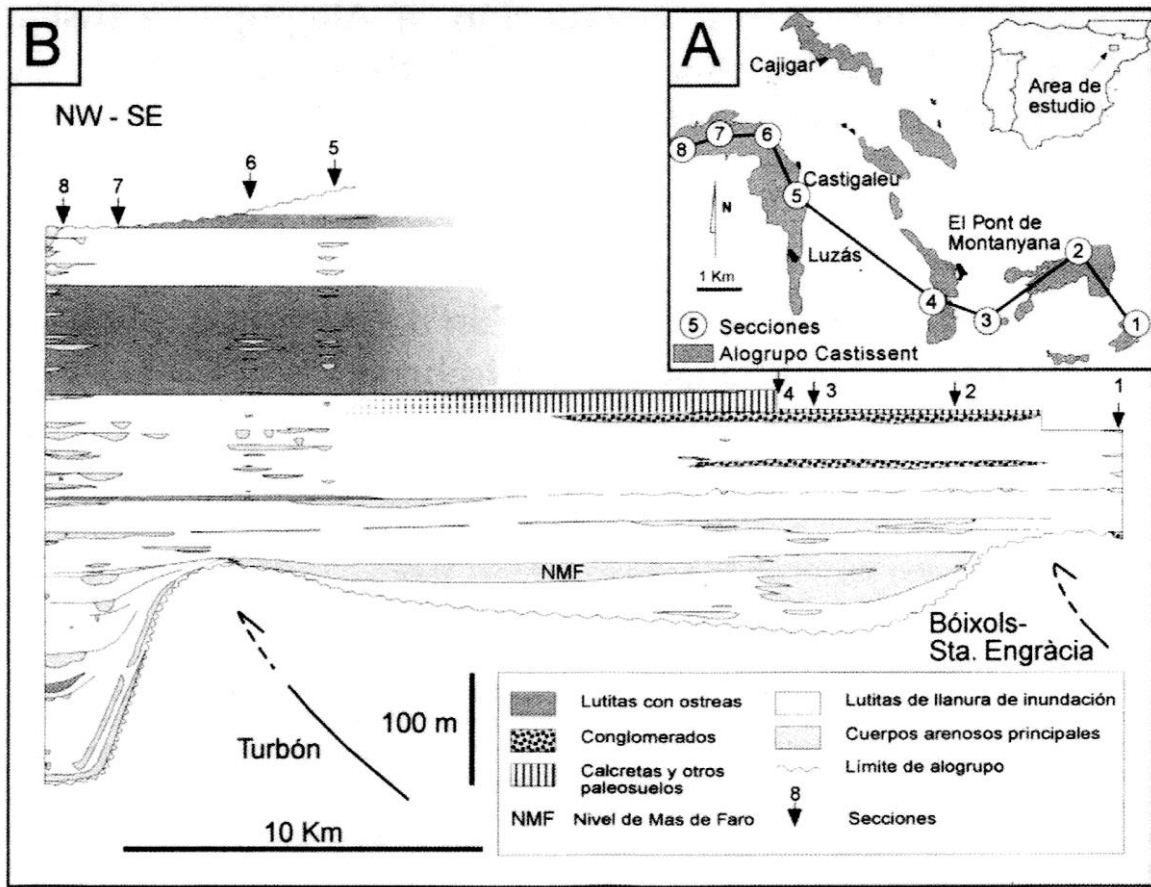 B
NW - SE
8
7
6
5
A
Cajigar
Area de
estudio
8
7
6
5
Castigaleu
N
1 Km
Luzás
El Pont de
Montanyana
2
4
3
1
5 Secciones
Alogrupo Castissent
4
3
2
1
NMF
Turbón
Bóixols-
Sta. Engràcia
100 m
10 Km
Lutitas con ostreas
Conglomerados
Calcretas y otros
paleosuelos
NMF Nivel de Mas de Faro
Lutitas de llanura de inundación
Cuerpos arenosos principales
Límite de alogrupo
8
Secciones